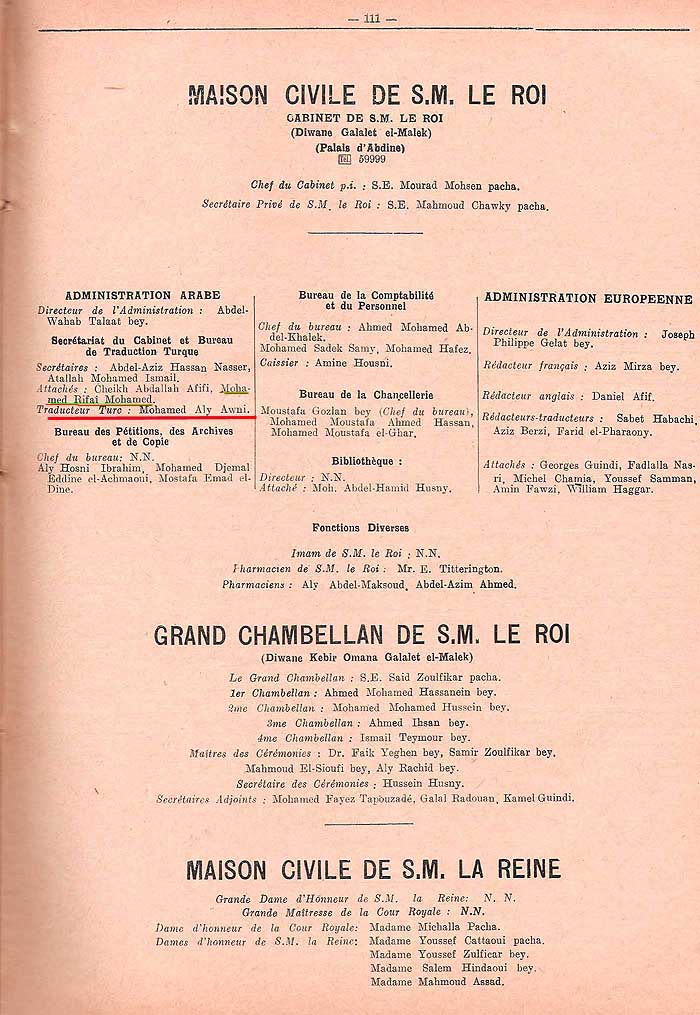 — 111 —
MAISON CIVILE DE S.M. LE ROI
CABINET DE S.M. LE ROI
(Diwane Galalet el-Malek)
(Palais d'Abdine)
Tél. 59999
Chef du Cabinet p.i. : S.E. Mourad Mohsen pacha.
Secrétaire Privé de S.M. le Roi : S.E. Mahmoud Chawky pacha.
ADMINISTRATION ARABE
Directeur de l'Administration : Abdel-
Wahab Talaat bey.
Secrétariat du Cabinet et Bureau
de Traduction Turque
Secrétaires : Abdel-Aziz Hassan Nasser,
Atallah Mohamed Ismail.
Attachés : Cheikh Abdallah Afifi, Moha-
med Rifai Mohamed.
Traducteur Turc : Mohamed Aly Awni.
Bureau des Pétitions, des Archives
et de Copie
Chef du bureau: N.N.
Aly Hosni Ibrahim, Mohamed Djemal
Eddine el-Achmaoui, Mostafa Emad el-
Dine.
Bureau de la Comptabilité
et du Personnel
Chef du bureau : Ahmed Mohamed Ab-
del-Khalek.
Mohamed Sadek Samy, Mohamed Hafez.
Caissier : Amine Housni.
Bureau de la Chancellerie
Moustafa Gozlan bey (Chef du bureau),
Mohamed Moustafa Ahmed Hassan,
Mohamed Moustafa el-Ghar.
Bibliothèque :
Directeur : N.N.
Attaché : Moh. Abdel-Hamid Husny.
ADMINISTRATION EUROPEENNE
Directeur de l'Administration : Joseph
Philippe Gelat bey.
Rédacteur français : Aziz Mirza bey.
Rédacteur anglais : Daniel Afif.
Rédacteurs-traducteurs : Sabet Habachi,
Aziz Berzi, Farid el-Pharaony.
Attachés : Georges Guindi, Fadlalla Nas-
ri, Michel Chamia, Youssef Samman,
Amin Fawzi, William Haggar.
Fonctions Diverses
Imam de S.M. le Roi : N.N.
Pharmacien de S.M. le Roi : Mr. E. Titterington.
Pharmaciens : Aly Abdel-Maksoud, Abdel-Azim Ahmed.
GRAND CHAMBELLAN DE S.M. LE ROI
(Diwane Kebir Omana Galalet el-Malek)
Le Grand Chambellan : S.E. Said Zoulfikar pacha.
1er Chambellan : Ahmed Mohamed Hassanein bey.
2me Chambellan : Mohamed Mohamed Hussein bey.
3me Chambellan : Ahmed Ihsan bey.
4me Chambellan : Ismail Teymour bey.
Maîtres des Cérémonies : Dr. Faik Yeghen bey, Samir Zoulfikar bey.
Mahmoud El-Sioufi bey, Aly Rachid bey.
Secrétaire des Cérémonies : Hussein Husny.
Secrétaires Adjoints : Mohamed Fayez Tapouzadé, Galal Radouan, Kamel Guindi.
MAISON CIVILE DE S.M. LA REINE
Grande Dame d'Honneur de S.M. la Reine: N. N.
Grande Maîtresse de la Cour Royale : N.N.
Dame d'honneur de la Cour Royale: Madame Michalla Pacha.
Dames d'honneur de S.M. la Reine: Madame Youssef Cattaoui pacha.
Madame Youssef Zulficar bey.
Madame Salem Hindaoui bey.
Madame Mahmoud Assad.